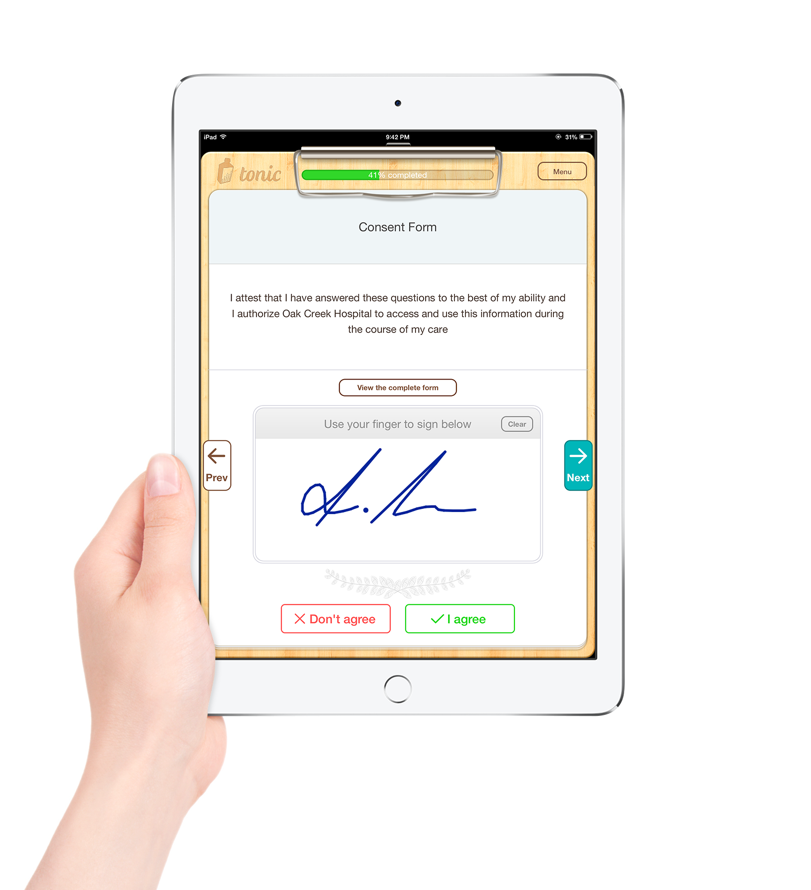 iPad 9:42 PM 31%
tonic 41% completed Menu
Consent Form
I attest that I have answered these questions to the best of my ability and
I authorize Oak Creek Hospital to access and use this information during
the course of my care
View the complete form
Use your finger to sign below Clear
Prev Next
Don't agree I agree